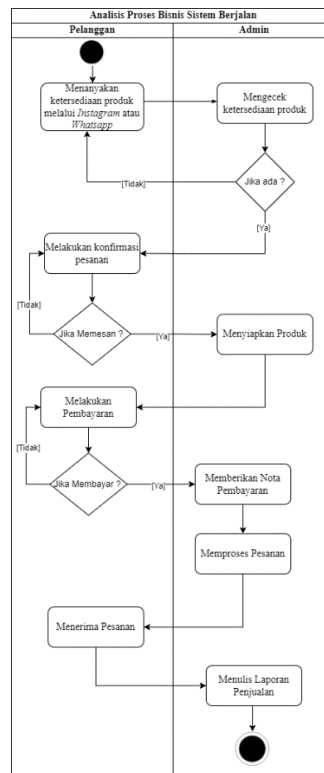 Analisis Proses Bisnis Sistem Berjalan
Pelanggan
Admin
Menanyakan
ketersediaan produk
melalui Instagram atau
Whatsapp
Mengecek
ketersediaan produk
Jika ada ?
[Tidak]
[Ya]
Melakukan konfirmasi
pesanan
[Tidak]
Jika Memesan ?
[Ya]
Menyiapkan Produk
Melakukan
Pembayaran
[Tidak]
Jika Membayar ?
[Ya]
Memberikan Nota
Pembayaran
Memproses Pesanan
Menerima Pesanan
Menulis Laporan
Penjualan